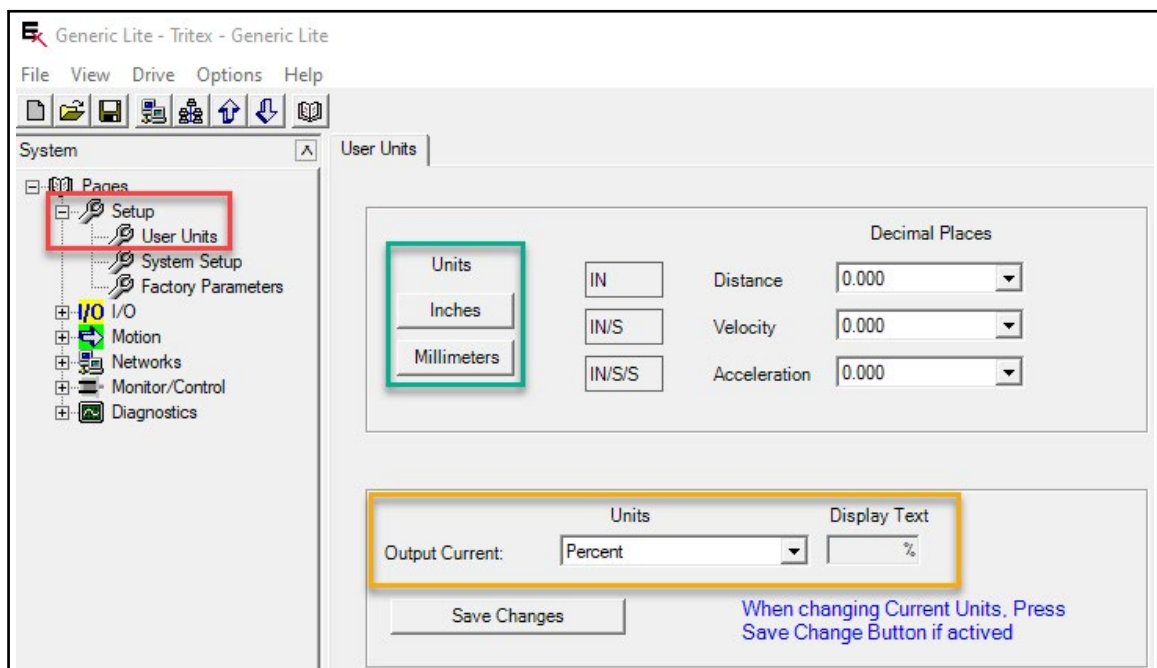 Generic Lite - Tritex - Generic Lite
File View Drive Options Help
System
User Units
Pages
Setup
User Units
System Setup
Factory Parameters
I/O I/O
Motion
Networks
Monitor/Control
Diagnostics
Decimal Places
Units
IN Distance 0.000
Inches
IN/S Velocity 0.000
Millimeters
IN/S/S Acceleration 0.000
Units Display Text
Output Current: Percent %
Save Changes
When changing Current Units, Press
Save Change Button if actived